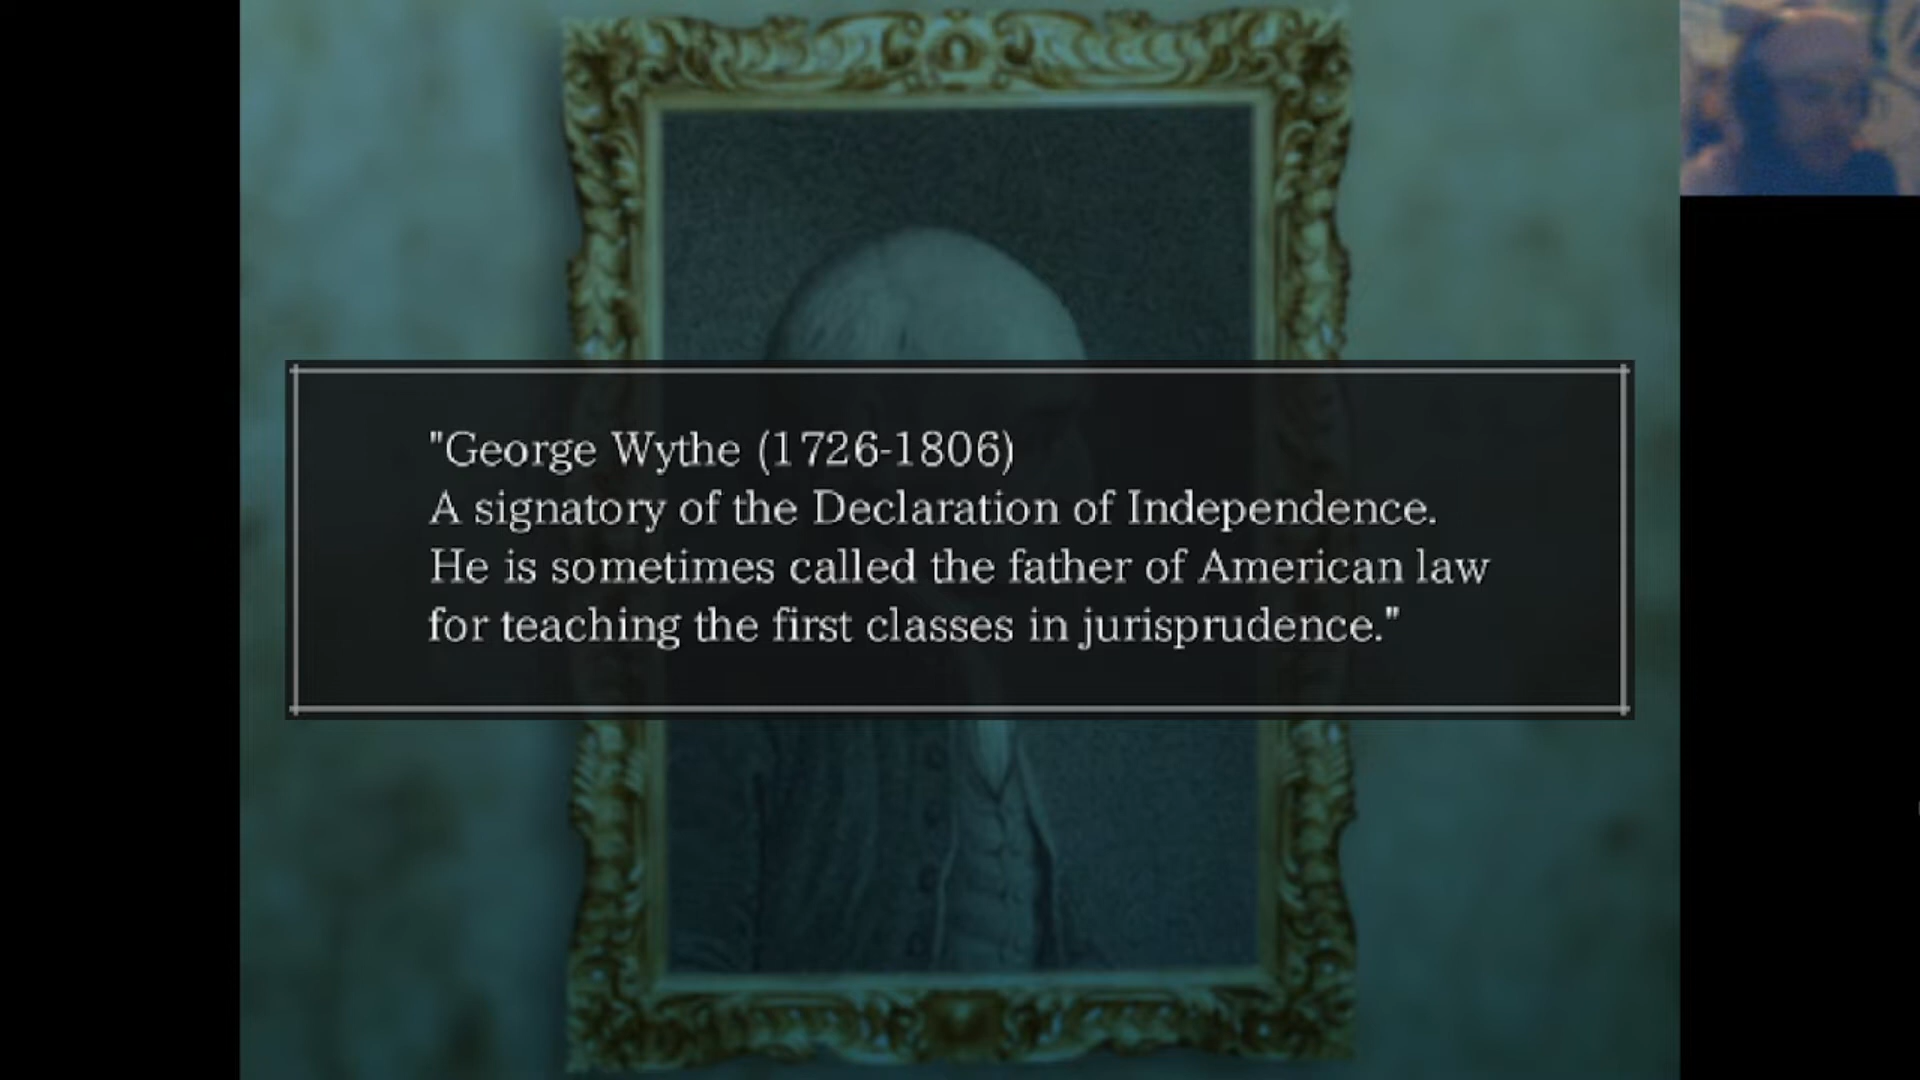 "George Wythe (1726-1806)
A signatory of the Declaration of Independence.
He is sometimes called the father of American law
for teaching the first classes in jurisprudence."